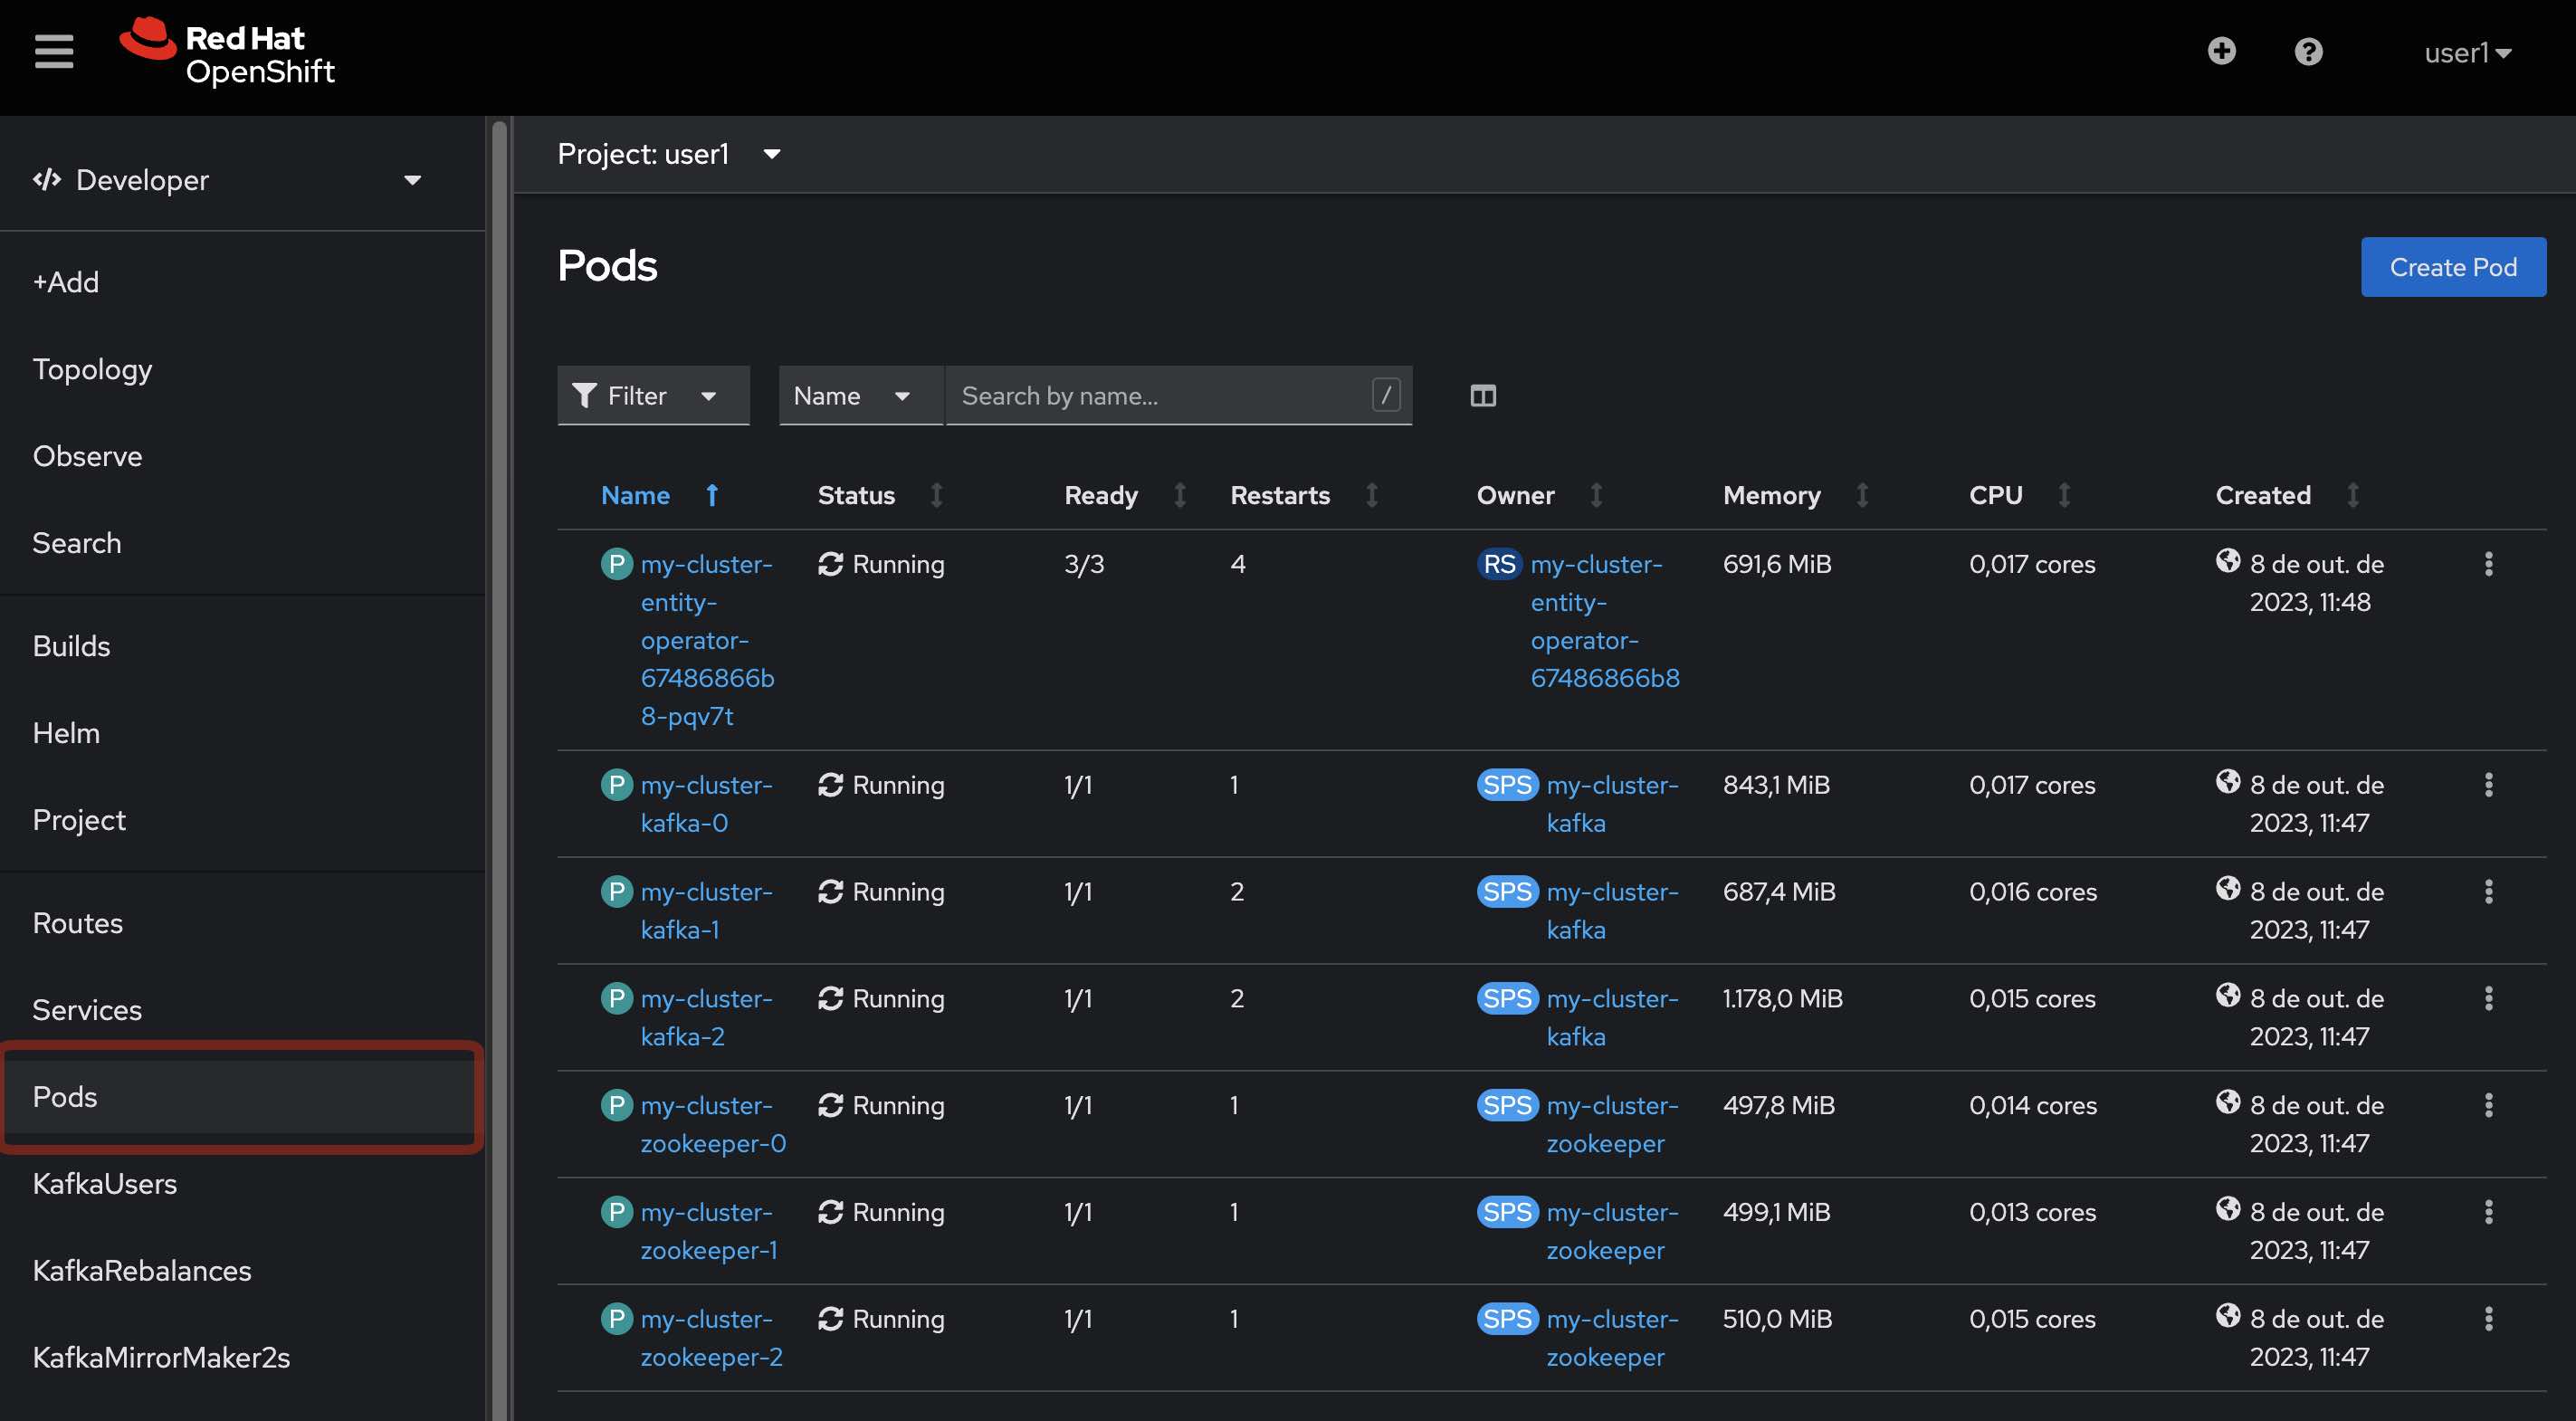 Red Hat
OpenShift
user1
Developer
+Add
Topology
Observe
Search
Builds
Helm
Project
Routes
Services
Pods
KafkaUsers
KafkaRebalances
KafkaMirrorMaker2s
Project: user1
Pods
Create Pod
Filter
Name
Search by name...
/
Name Status Ready Restarts Owner Memory CPU Created
P my-cluster- Running 3/3 4 RS my-cluster- 691,6 MiB 0,017 cores 8 de out. de
entity- entity- 2023, 11:48
operator- operator-
67486866b 67486866b8
8-pqv7t
P my-cluster- Running 1/1 1 SPS my-cluster- 843,1 MiB 0,017 cores 8 de out. de
kafka-0 kafka 2023, 11:47
P my-cluster- Running 1/1 2 SPS my-cluster- 687,4 MiB 0,016 cores 8 de out. de
kafka-1 kafka 2023, 11:47
P my-cluster- Running 1/1 2 SPS my-cluster- 1.178,0 MiB 0,015 cores 8 de out. de
kafka-2 kafka 2023, 11:47
P my-cluster- Running 1/1 1 SPS my-cluster- 497,8 MiB 0,014 cores 8 de out. de
zookeeper-0 zookeeper 2023, 11:47
P my-cluster- Running 1/1 1 SPS my-cluster- 499,1 MiB 0,013 cores 8 de out. de
zookeeper-1 zookeeper 2023, 11:47
P my-cluster- Running 1/1 1 SPS my-cluster- 510,0 MiB 0,015 cores 8 de out. de
zookeeper-2 zookeeper 2023, 11:47